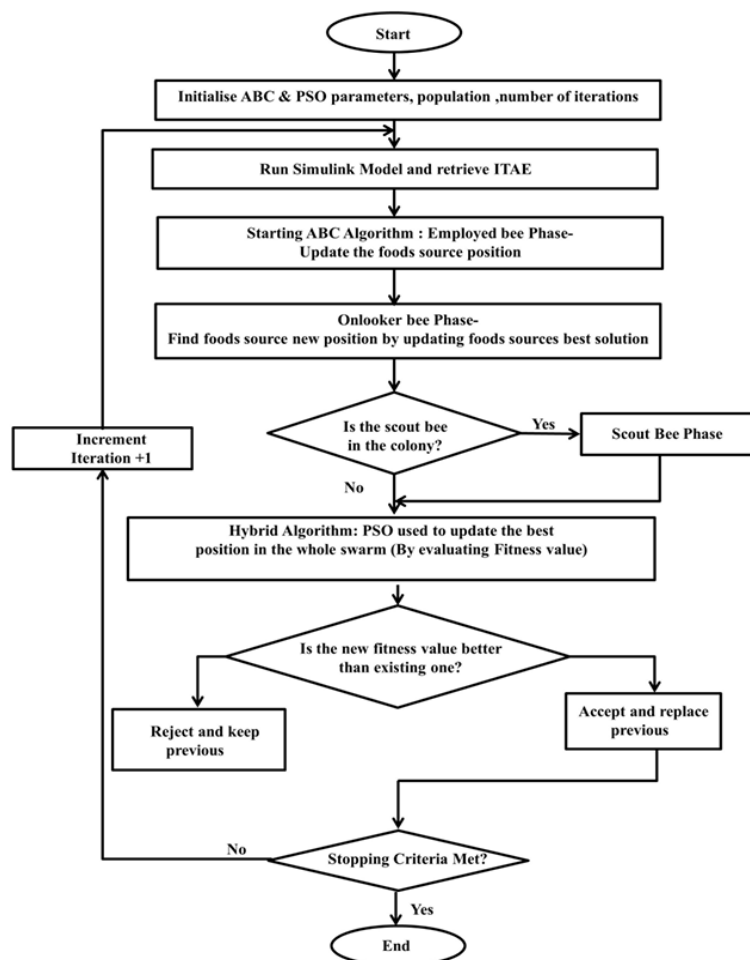 Start
Initialise ABC & PSO parameters, population ,number of iterations
Run Simulink Model and retrieve ITAE
Starting ABC Algorithm : Employed bee Phase-
Update the foods source position
Onlooker bee Phase-
Find foods source new position by updating foods sources best solution
Is the scout bee
in the colony?
Yes
Scout Bee Phase
Increment
Iteration +1
No
Hybrid Algorithm: PSO used to update the best
position in the whole swarm (By evaluating Fitness value)
Is the new fitness value better
than existing one?
Reject and keep
previous
Accept and replace
previous
No
Stopping Criteria Met?
Yes
End